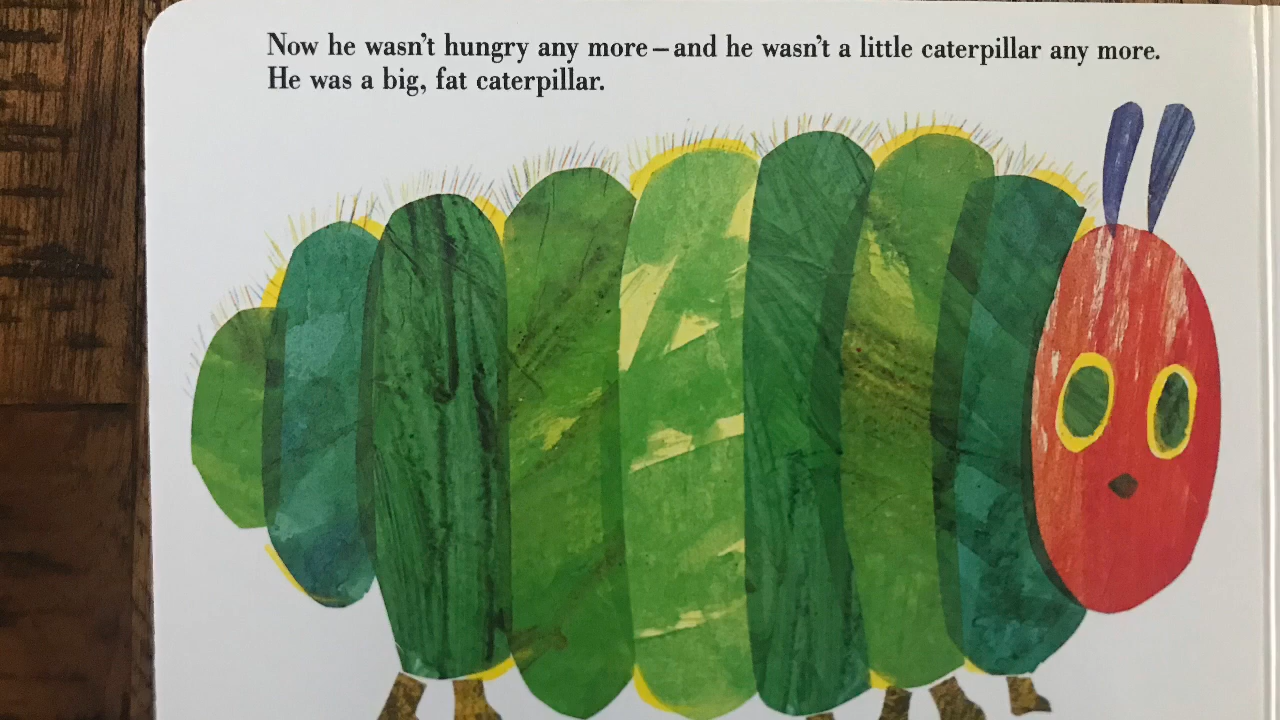 Now he wasn't hungry any more – and he wasn't a little caterpillar any more.
He was a big, fat caterpillar.